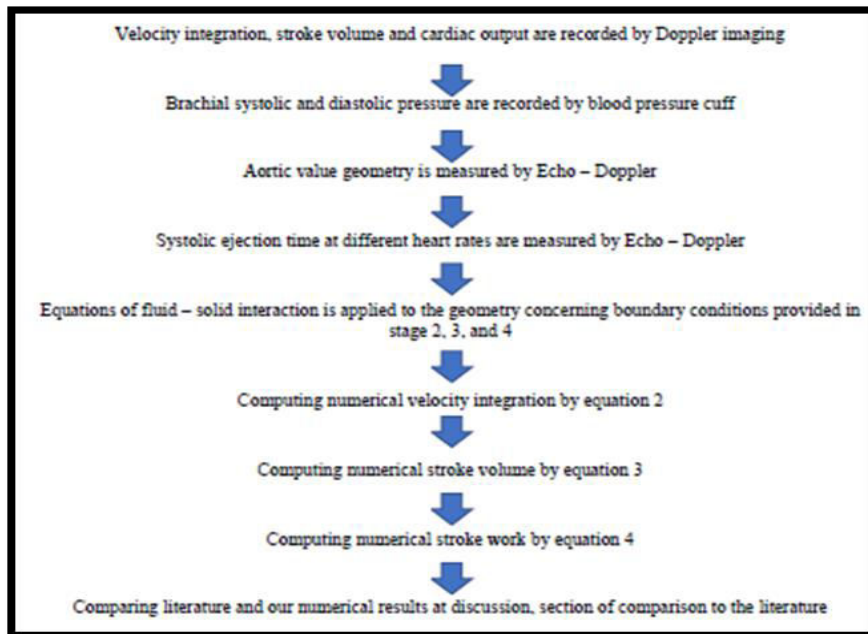 Velocity integration, stroke volume and cardiac output are recorded by Doppler imaging
Brachial systolic and diastolic pressure are recorded by blood pressure cuff
Aortic value geometry is measured by Echo – Doppler
Systolic ejection time at different heart rates are measured by Echo – Doppler
Equations of fluid – solid interaction is applied to the geometry concerning boundary conditions provided in
stage 2, 3, and 4
Computing numerical velocity integration by equation 2
Computing numerical stroke volume by equation 3
Computing numerical stroke work by equation 4
Comparing literature and our numerical results at discussion, section of comparison to the literature